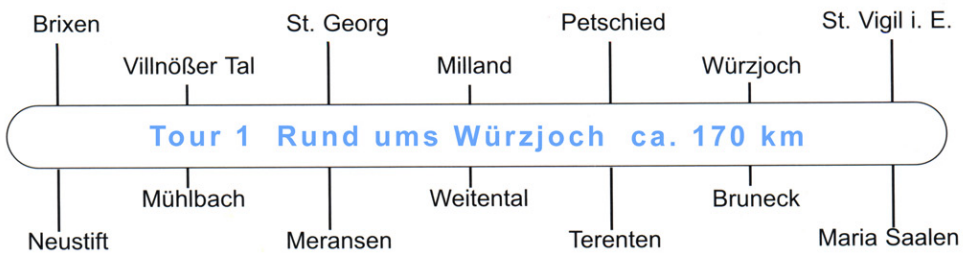 Brixen
St. Georg
Petschied
St. Vigil i. E.
Villnößer Tal
Milland
Würzjoch
Tour 1 Rund ums Würzjoch ca. 170 km
Mühlbach
Weitental
Bruneck
Neustift
Meransen
Terenten
Maria Saalen